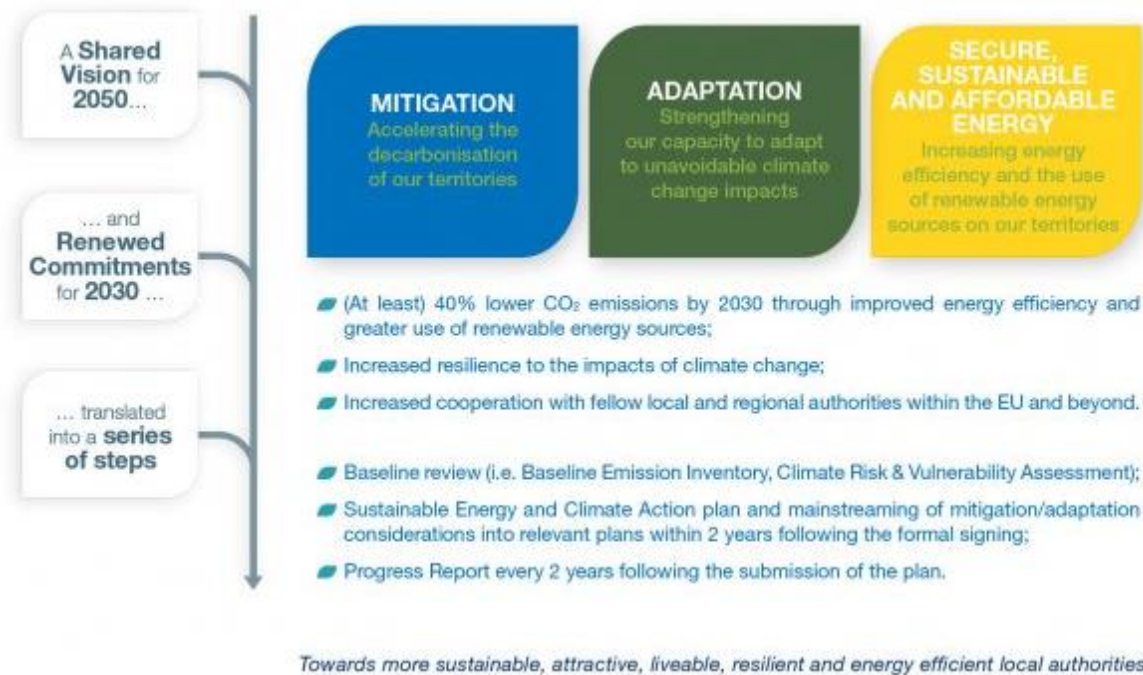 A Shared
Vision for
2050...
MITIGATION
Accelerating the
decarbonisation
of our territories
ADAPTATION
Strengthening
our capacity to adapt
to unavoidable climate
change impacts
SECURE,
SUSTAINABLE
AND AFFORDABLE
ENERGY
Increasing energy
efficiency and the use
of renewable energy
sources on our territories
... and
Renewed
Commitments
for 2030 ...
(At least) 40% lower CO₂ emissions by 2030 through improved energy efficiency and
greater use of renewable energy sources;
Increased resilience to the impacts of climate change;
Increased cooperation with fellow local and regional authorities within the EU and beyond.
... translated
into a series
of steps
Baseline review (i.e. Baseline Emission Inventory, Climate Risk & Vulnerability Assessment);
Sustainable Energy and Climate Action plan and mainstreaming of mitigation/adaptation
considerations into relevant plans within 2 years following the formal signing;
Progress Report every 2 years following the submission of the plan.
Towards more sustainable, attractive, liveable, resilient and energy efficient local authorities